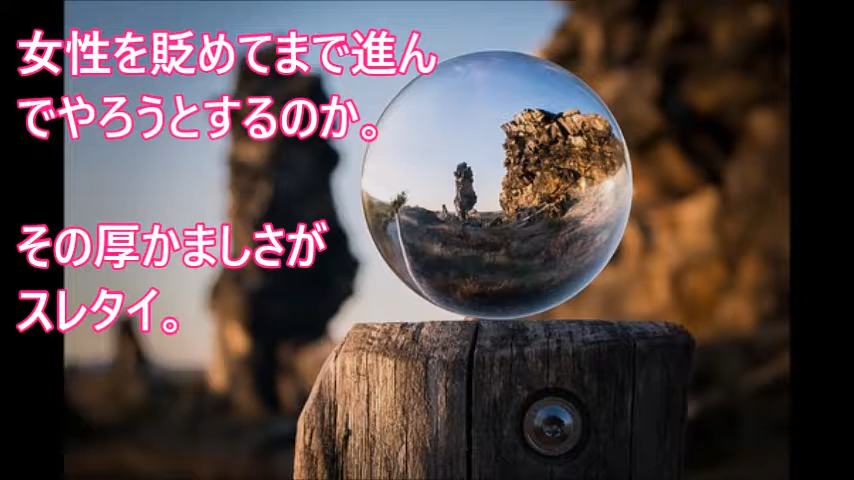 女性を貶めてまで進ん
でやろうとするのか。
その厚かましさが
スレタイ。